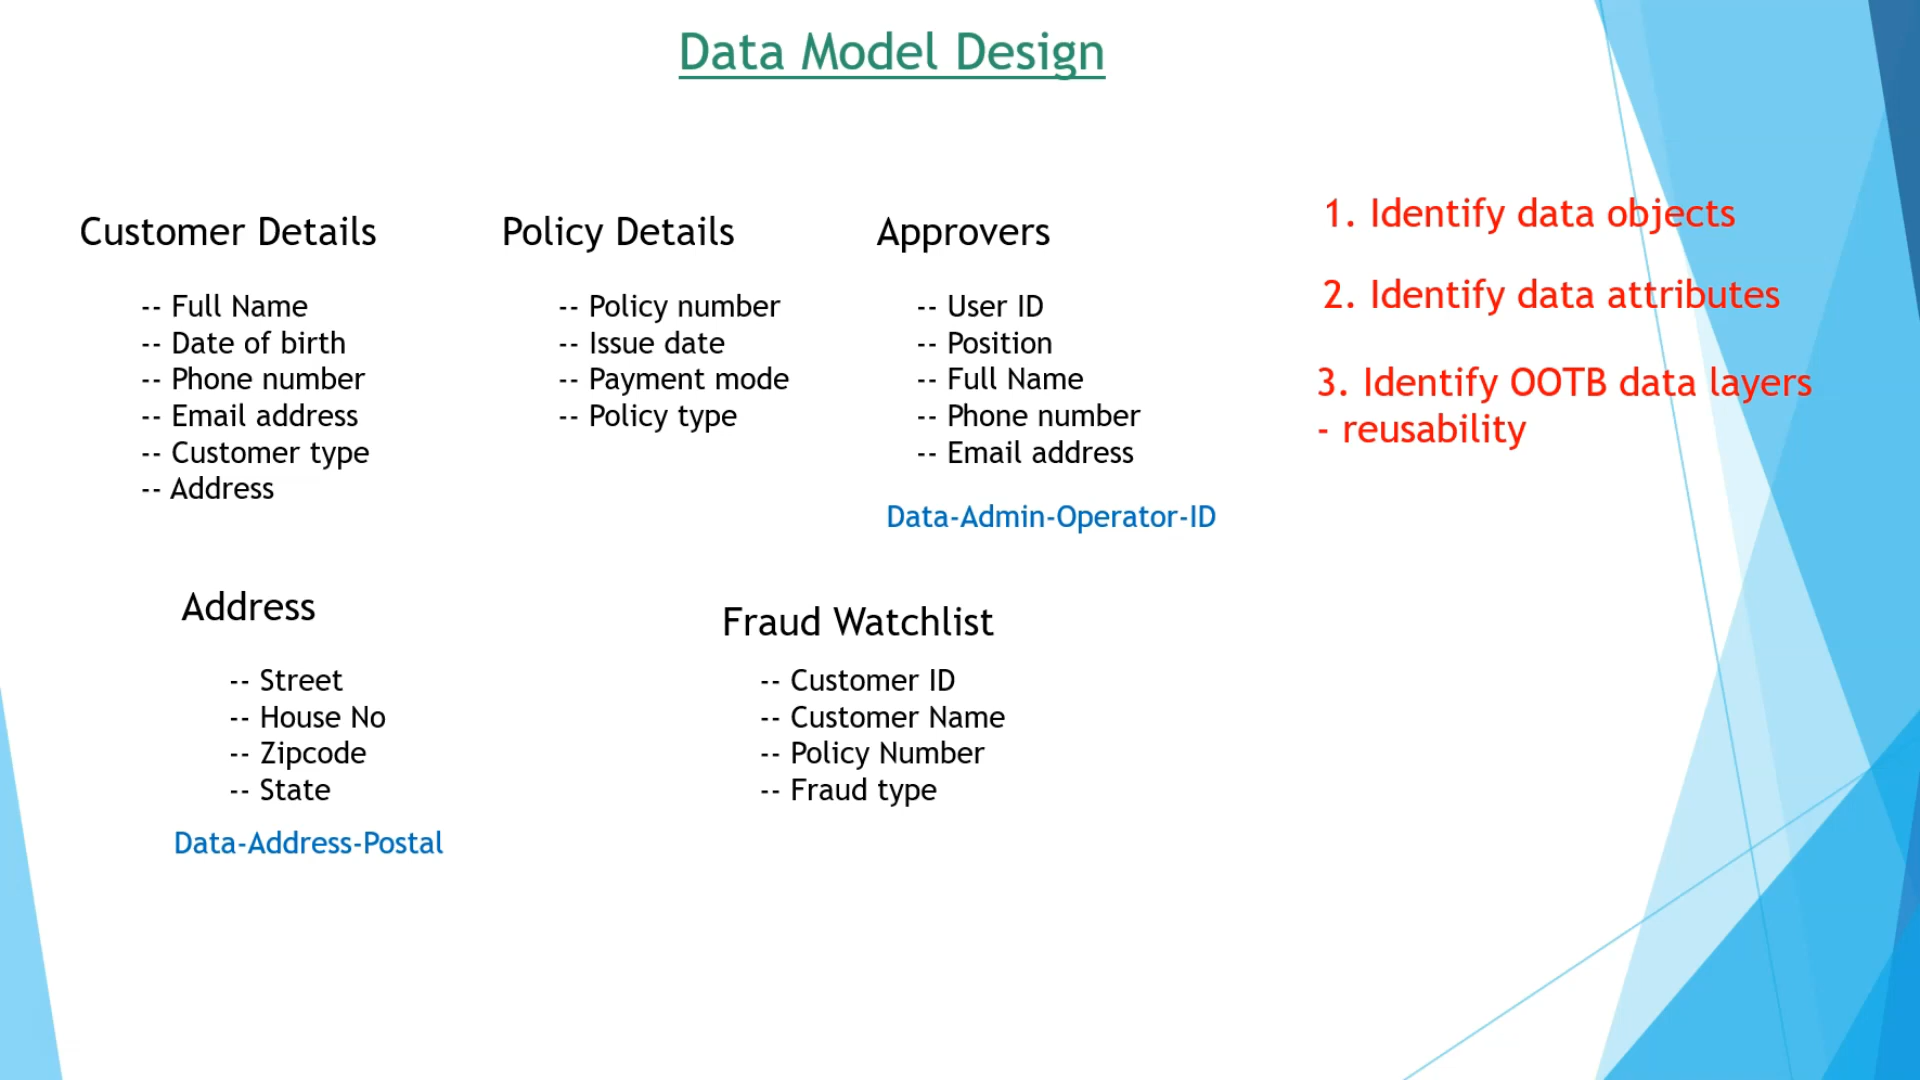 Data Model Design
Customer Details
-- Full Name
-- Date of birth
-- Phone number
-- Email address
-- Customer type
-- Address
Policy Details
-- Policy number
-- Issue date
-- Payment mode
-- Policy type
Approvers
-- User ID
-- Position
-- Full Name
-- Phone number
-- Email address
Data-Admin-Operator-ID
1. Identify data objects
2. Identify data attributes
3. Identify OOTB data layers
- reusability
Address
-- Street
-- House No
-- Zipcode
-- State
Data-Address-Postal
Fraud Watchlist
-- Customer ID
-- Customer Name
-- Policy Number
-- Fraud type